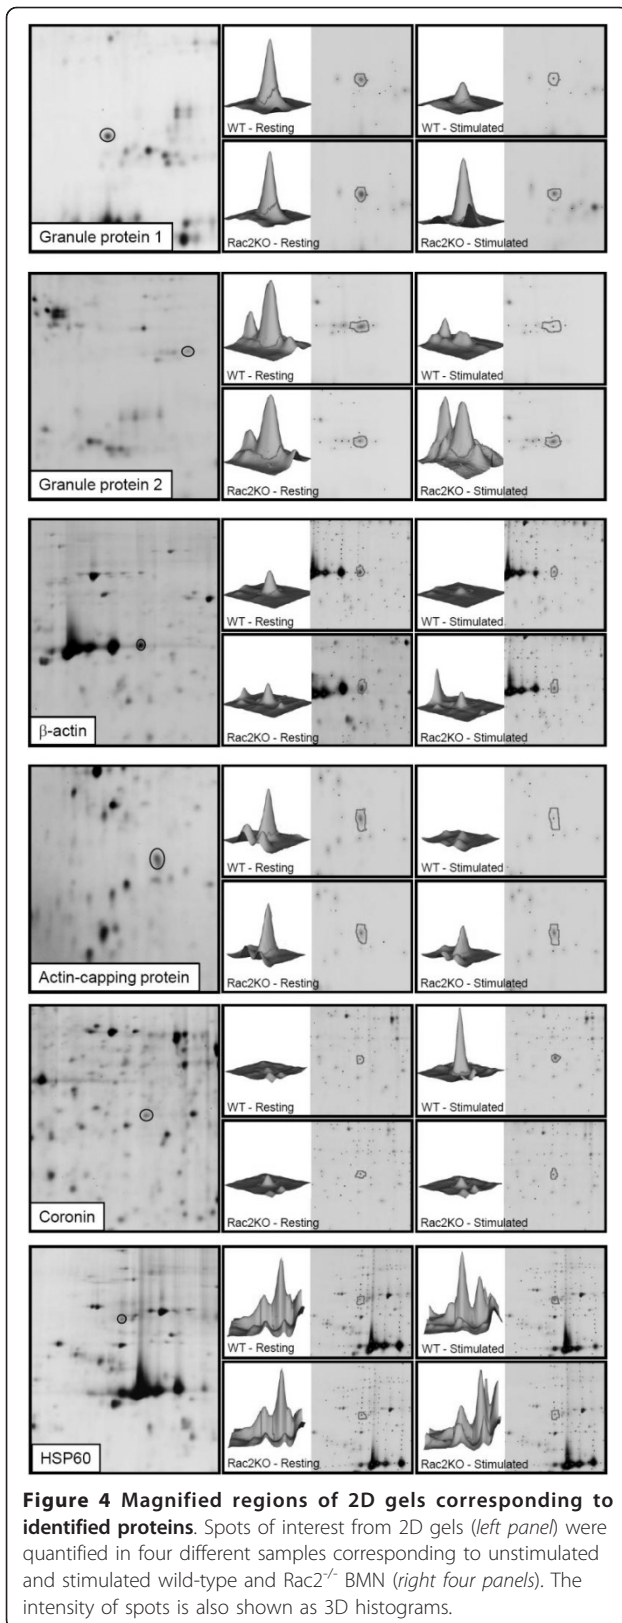 WT - Resting
WT - Stimulated
Granule protein 1
Rac2KO - Resting
Rac2KO - Stimulated
WT - Resting
WT - Stimulated
Granule protein 2
Rac2KO - Resting
Rac2KO - Stimulated
WT - Resting
WT - Stimulated
β-actin
Rac2KO - Resting
Rac2KO - Stimulated
WT - Resting
WT - Stimulated
Actin-capping protein
Rac2KO - Resting
Rac2KO - Stimulated
WT - Resting
WT - Stimulated
Coronin
Rac2KO - Resting
Rac2KO - Stimulated
WT - Resting
WT - Stimulated
HSP60
Rac2KO - Resting
Rac2KO - Stimulated
Figure 4 Magnified regions of 2D gels corresponding to
identified proteins. Spots of interest from 2D gels (left panel) were
quantified in four different samples corresponding to unstimulated
and stimulated wild-type and Rac2-/- BMN (right four panels). The
intensity of spots is also shown as 3D histograms.